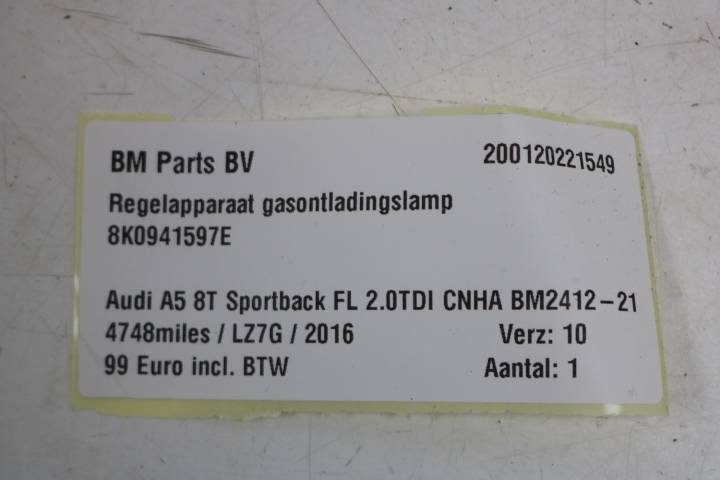 BM Parts BV 200120221549
Regelapparaat gasontladingslamp
8K0941597E
Audi A5 8T Sportback FL 2.0TDI CNHA BM2412-21
4748miles / LZ7G / 2016 Verz: 10
99 Euro incl. BTW Aantal: 1